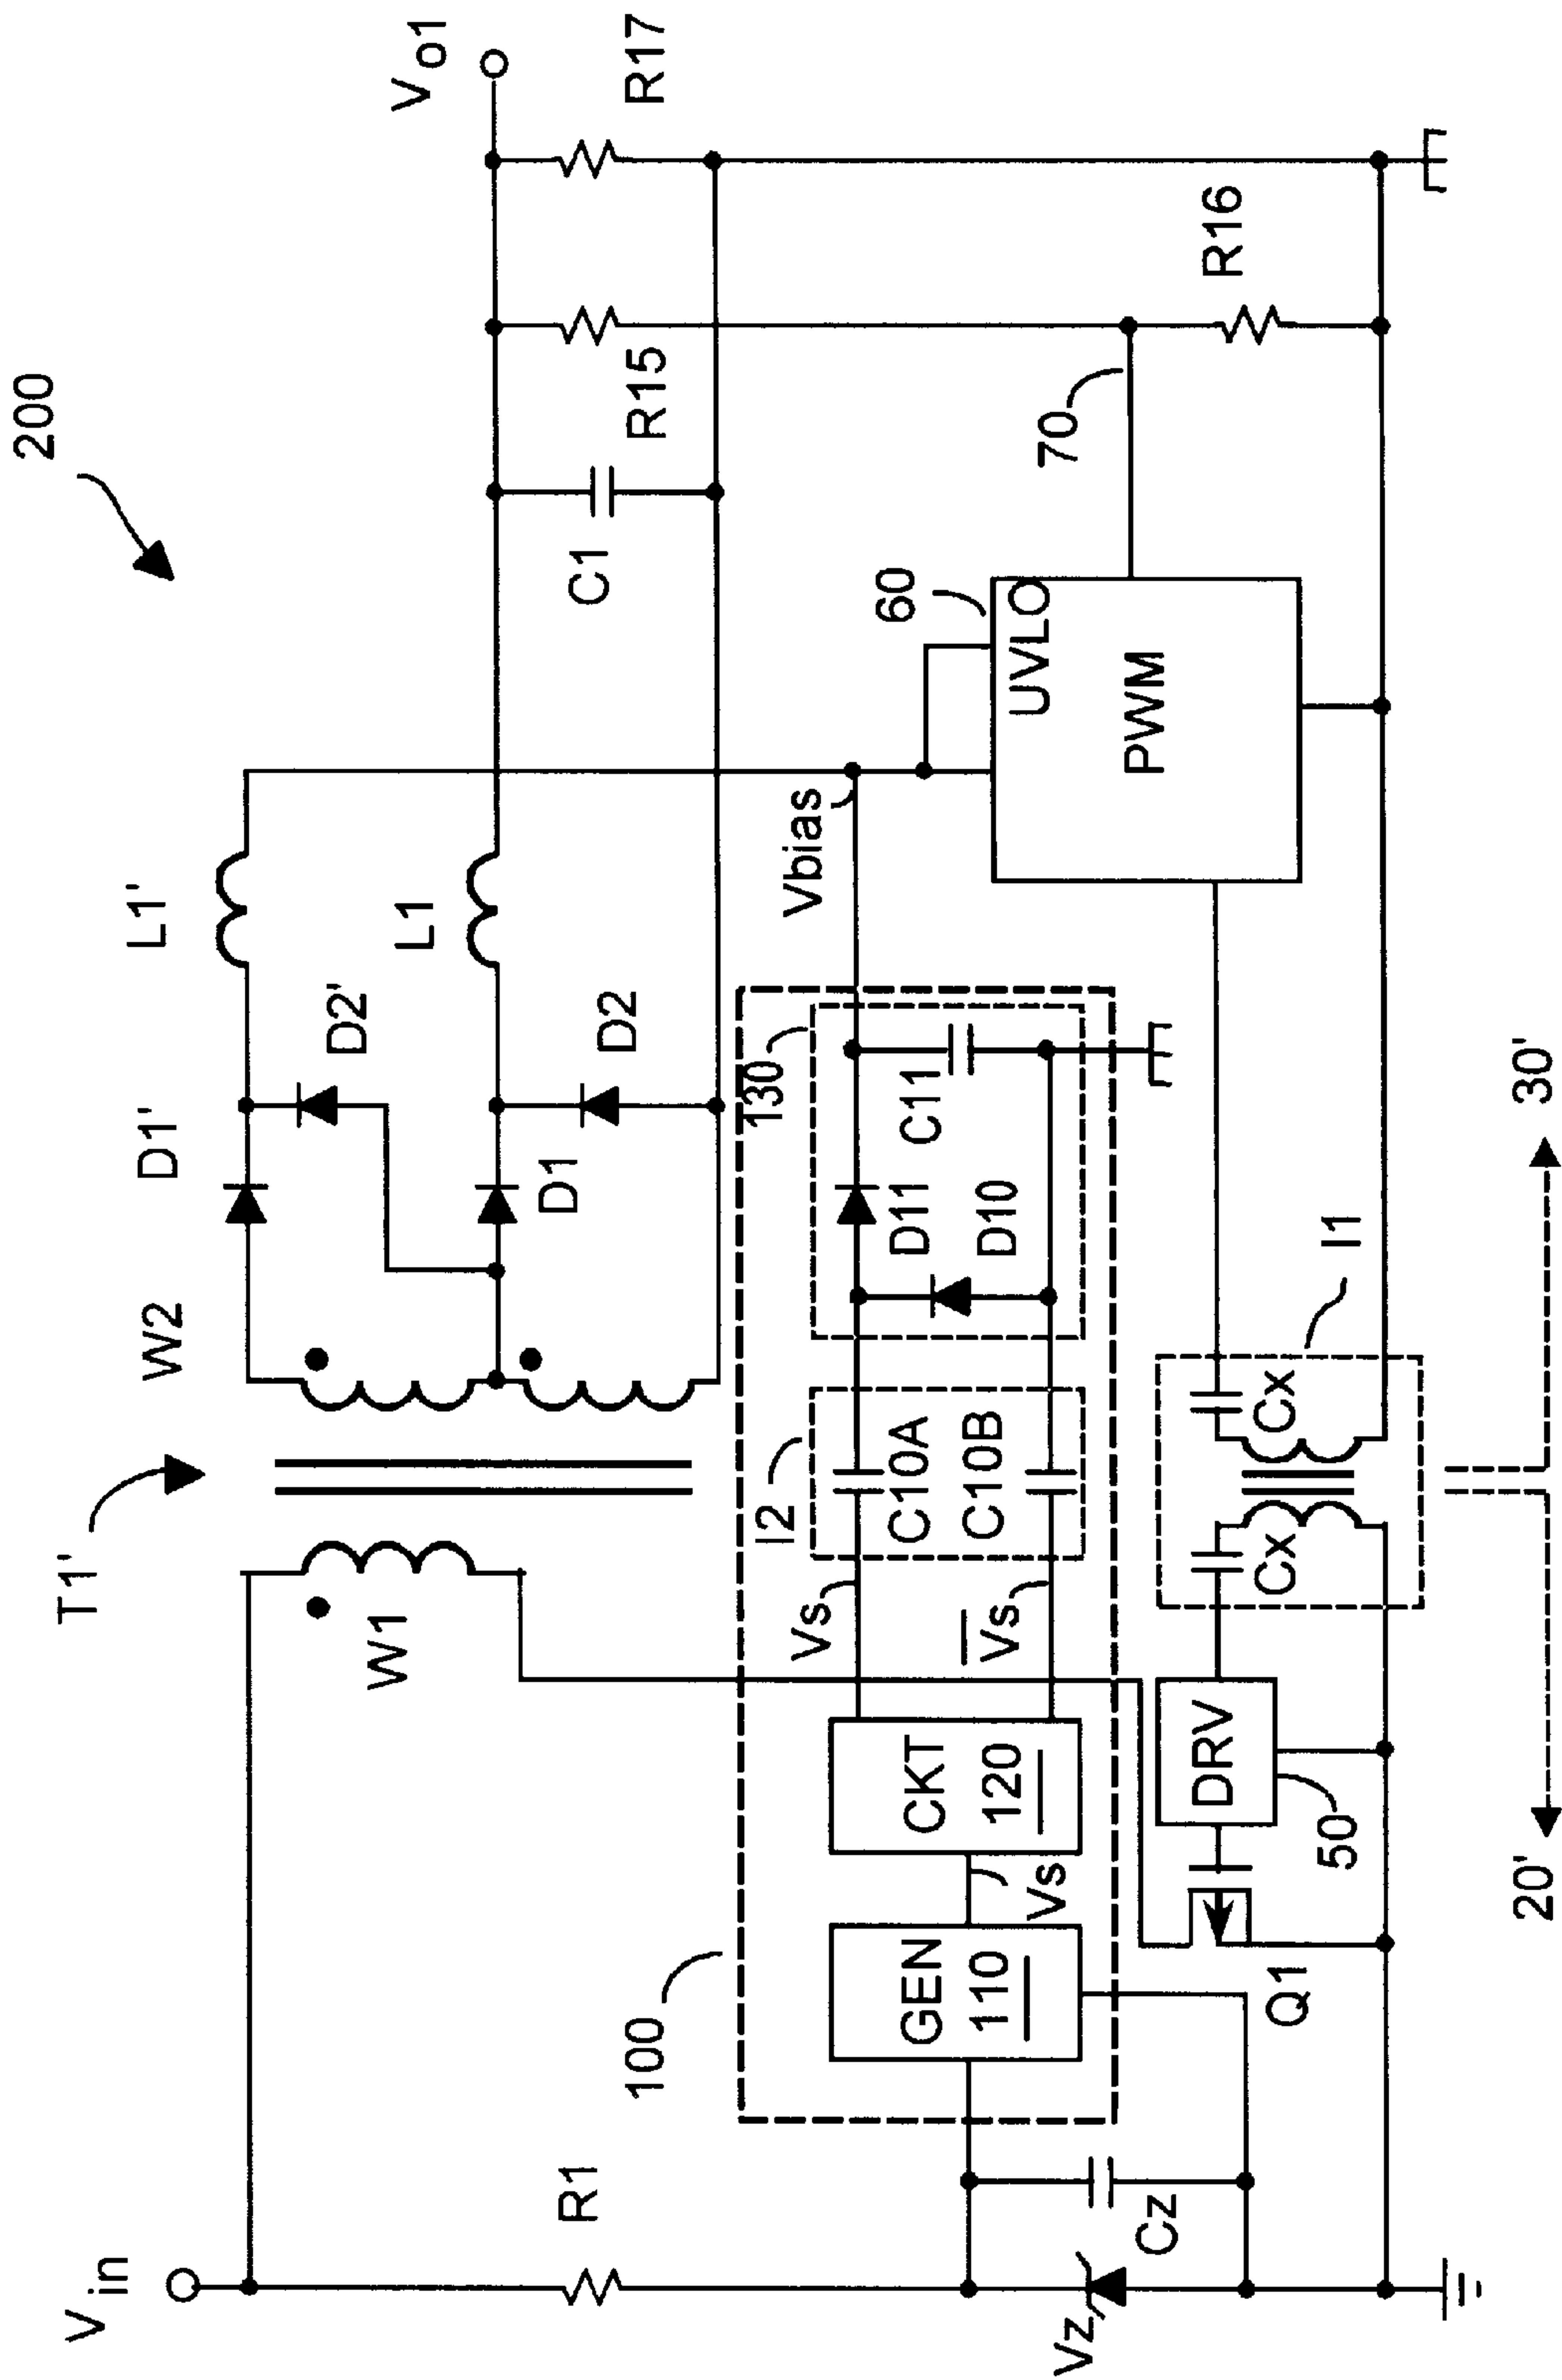 200
T1'
W2
D1'
L1'
V in
W1
D2'
L1
V o1
D1
D2
C1
R15
R17
R1
100
I2
130
Vbias
60
Vs
C10A
D11
C11
GEN
110
CKT
120
Vs
Vs
C10B
D10
UVLO
PWM
70
R16
Vz
Cz
Q1
DRV
50
Cx
Cx
I1
20'
30'